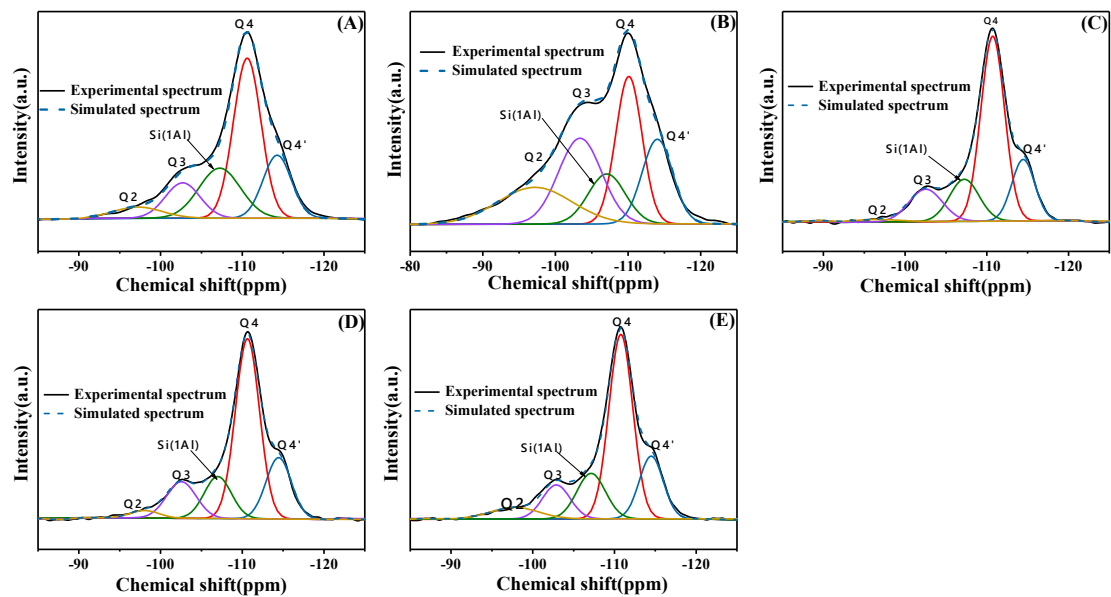 (A)
Q4
Experimental spectrum
Simulated spectrum
Si(1Al)
Q3
Q2
Q4'
Intensity(a.u.)
-90 -100 -110 -120
Chemical shift(ppm)
(B)
Q4
Experimental spectrum
Simulated spectrum
Q3
Si(1Al)
Q2
Q4'
Intensity(a.u.)
-80 -90 -100 -110 -120
Chemical shift(ppm)
(C)
Q4
Experimental spectrum
Simulated spectrum
Si(1Al)
Q4'
Q3
Q2
Intensity(a.u.)
-90 -100 -110 -120
Chemical shift(ppm)
(D)
Q4
Experimental spectrum
Simulated spectrum
Si(1Al)
Q4'
Q3
Q2
Intensity(a.u.)
-90 -100 -110 -120
Chemical shift(ppm)
(E)
Q4
Experimental spectrum
Simulated spectrum
Si(1Al)
Q4'
Q3
Q2
Intensity(a.u.)
-90 -100 -110 -120
Chemical shift(ppm)